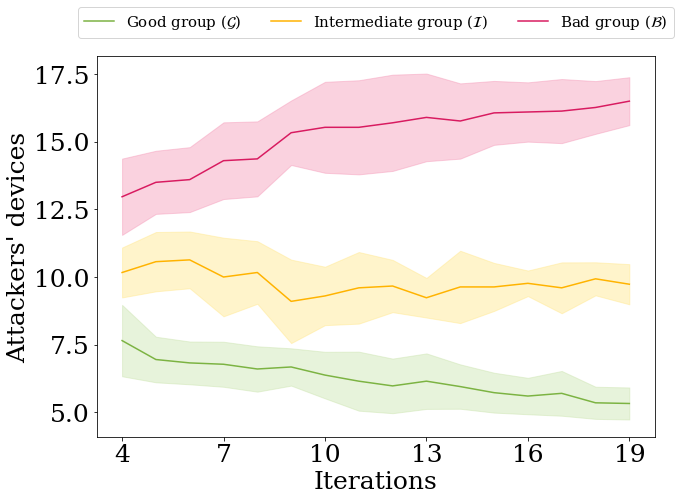 Good group (𝒢) Intermediate group (ℐ) Bad group (ℬ)
17.5
15.0
12.5
10.0
7.5
5.0
Attackers' devices
4 7 10 13 16 19
Iterations